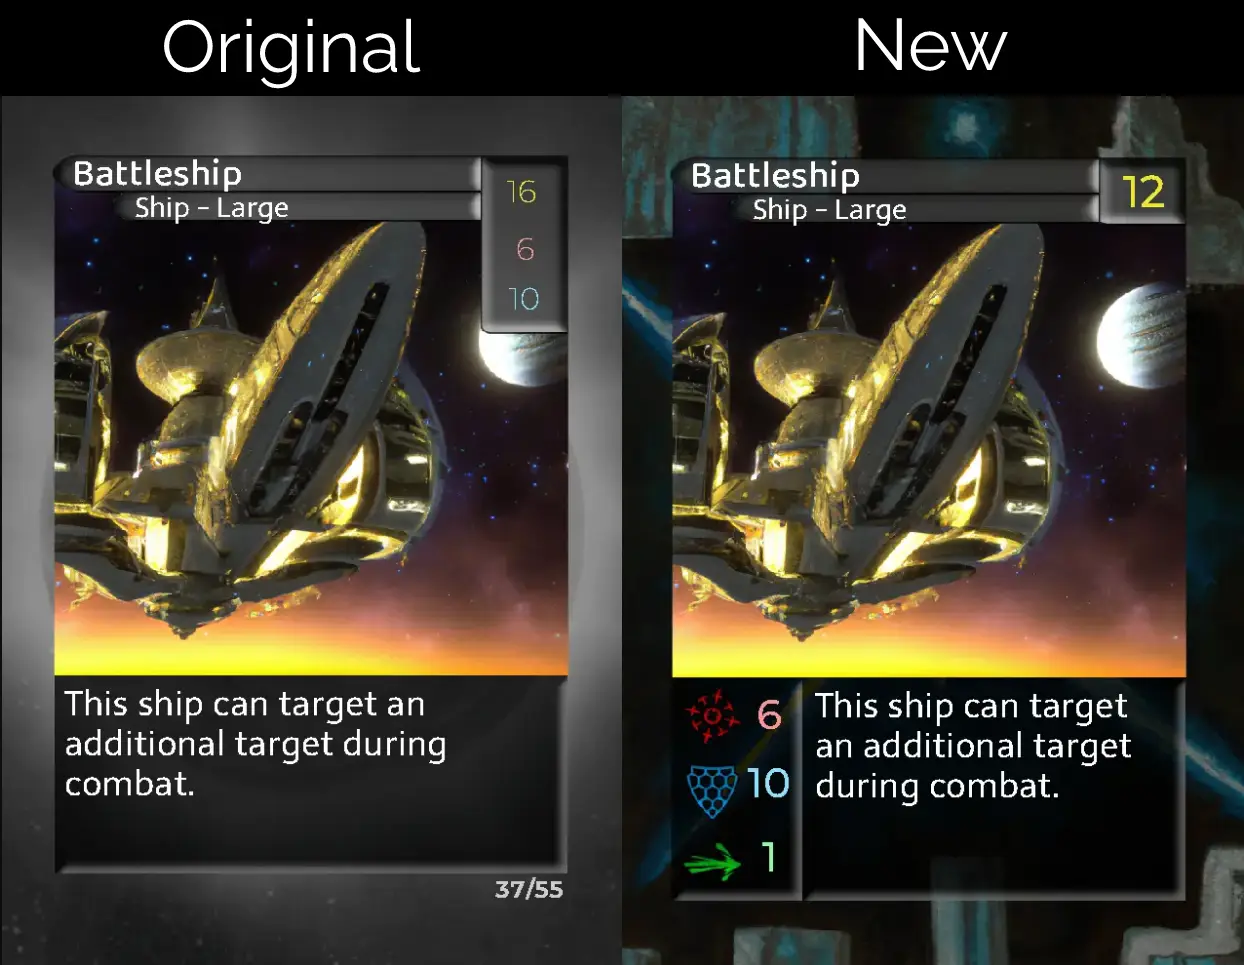 Original
New
Battleship
Ship – Large
16
6
10
This ship can target an
additional target during
combat.
37/55
Battleship
Ship – Large
12
6
10
1
This ship can target
an additional target
during combat.